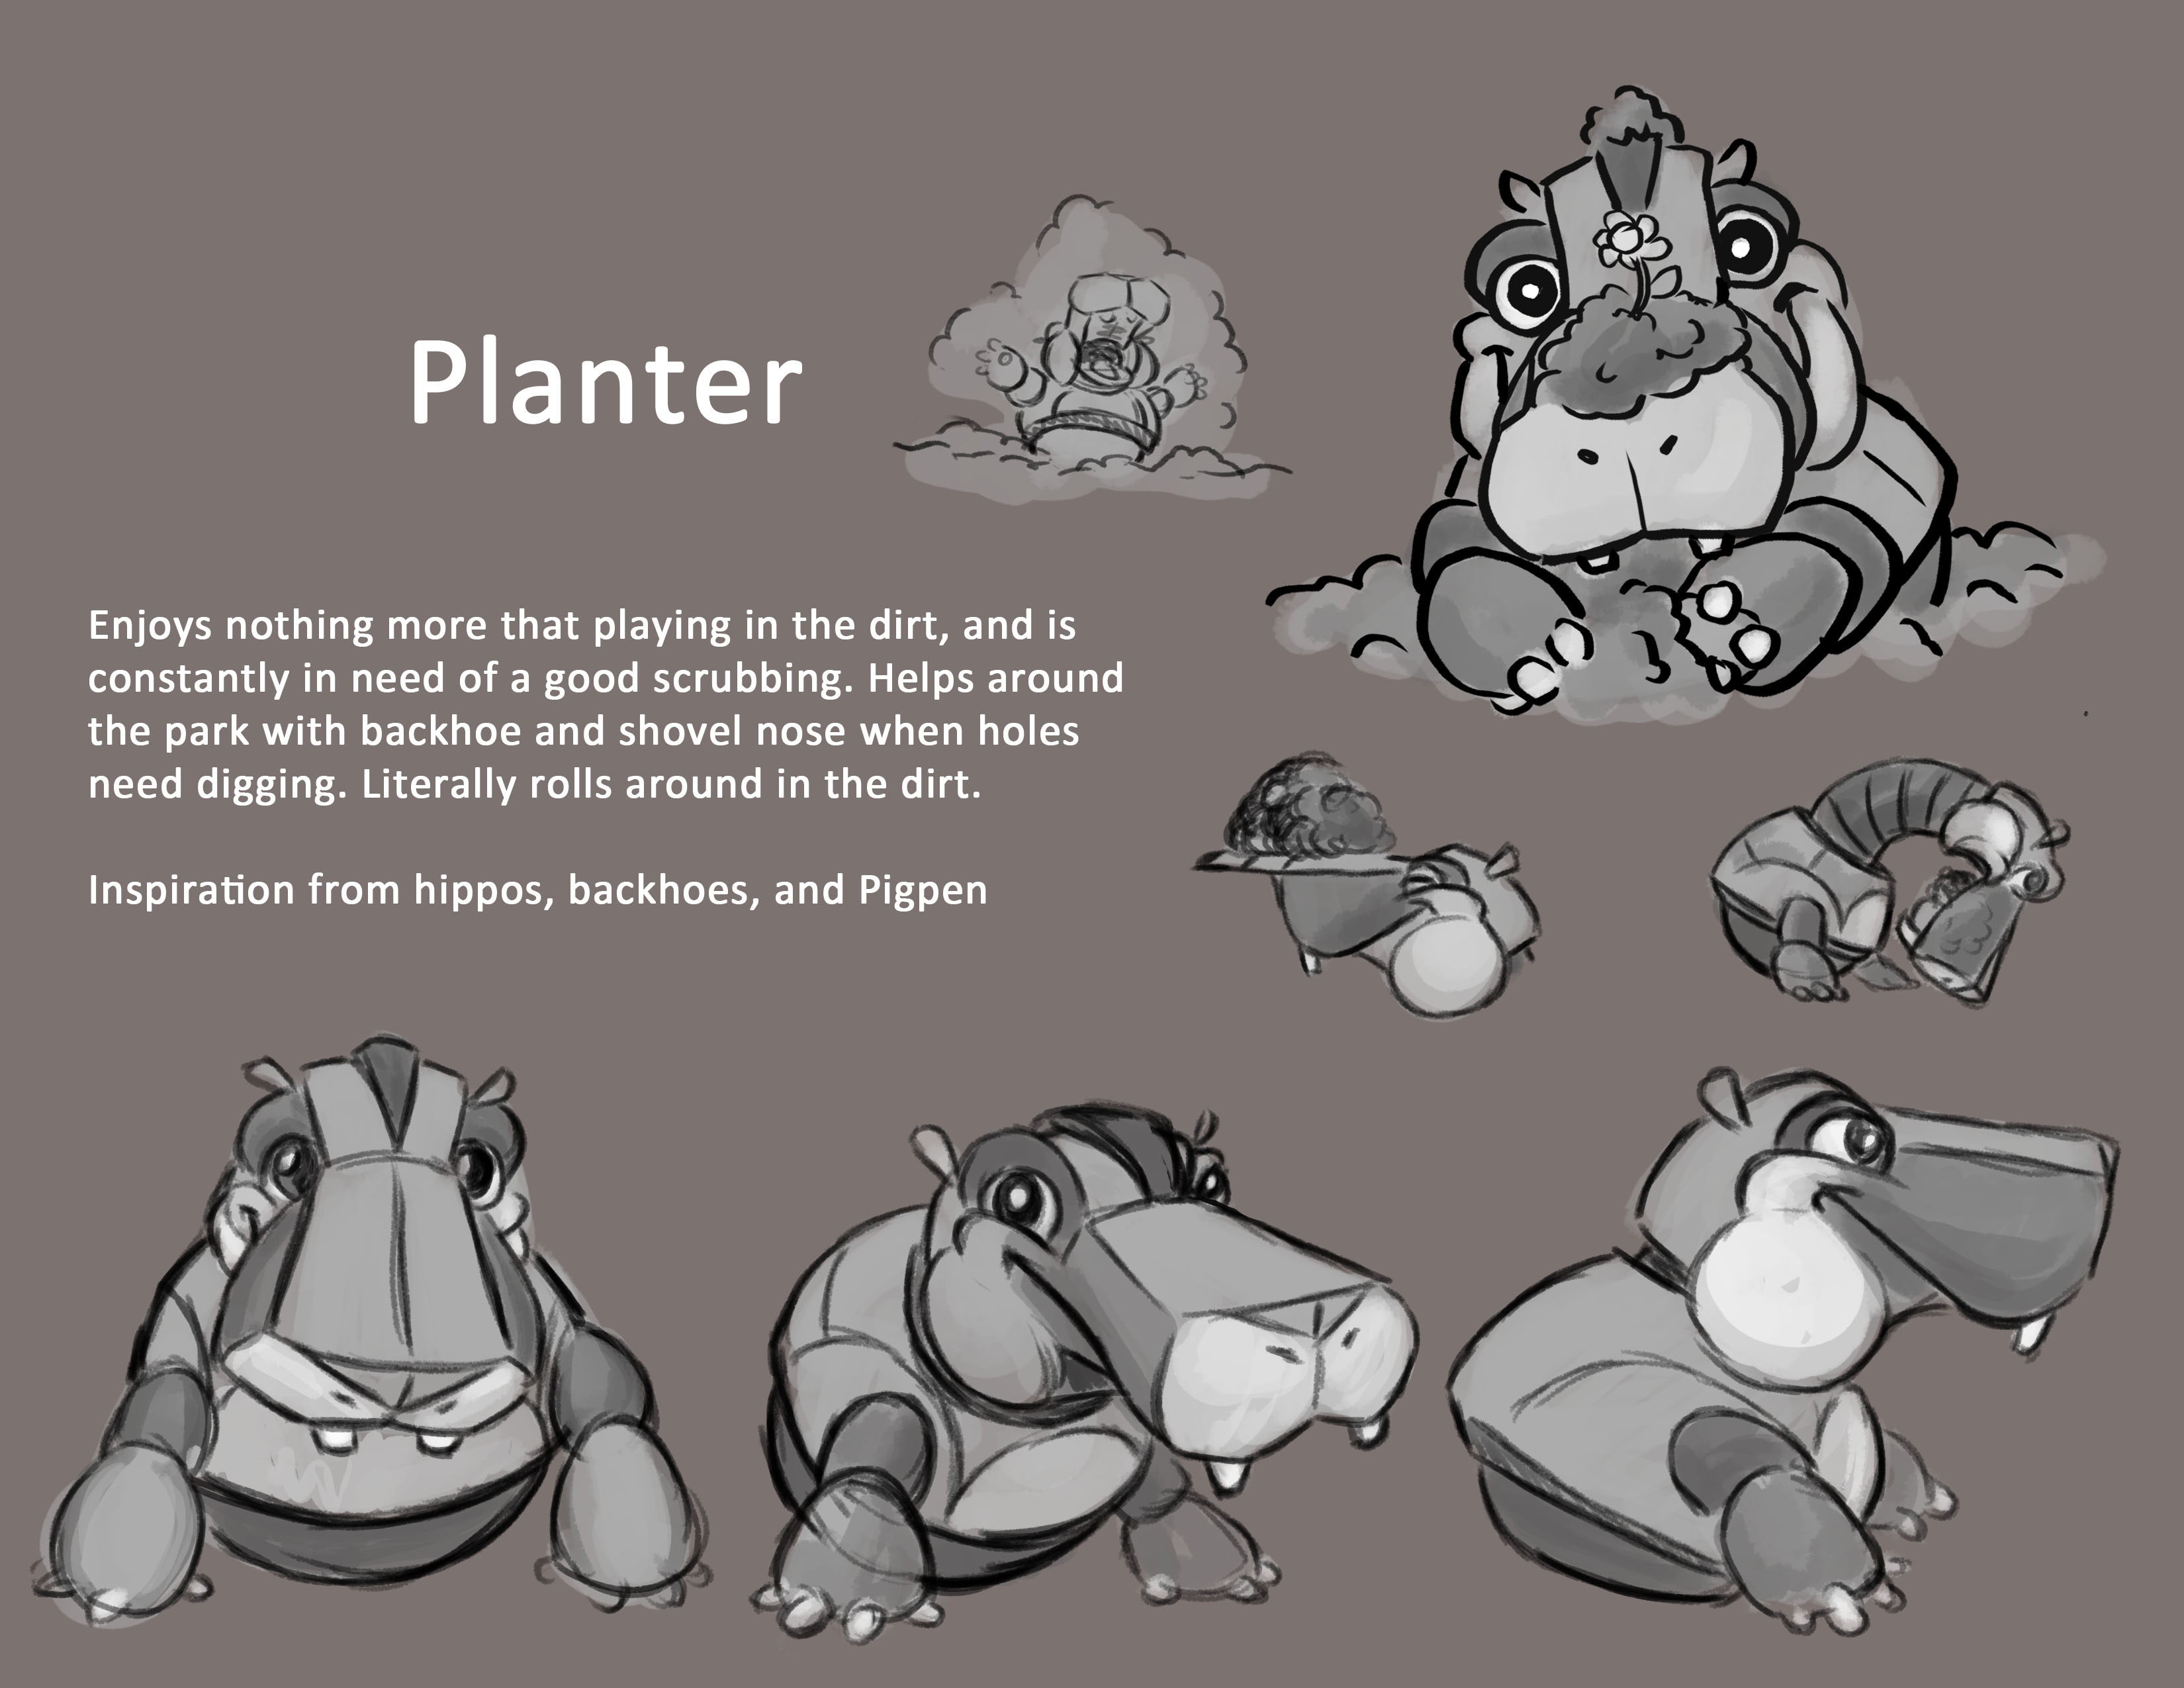 Planter
Enjoys nothing more that playing in the dirt, and is
constantly in need of a good scrubbing. Helps around
the park with backhoe and shovel nose when holes
need digging. Literally rolls around in the dirt.
Inspiration from hippos, backhoes, and Pigpen